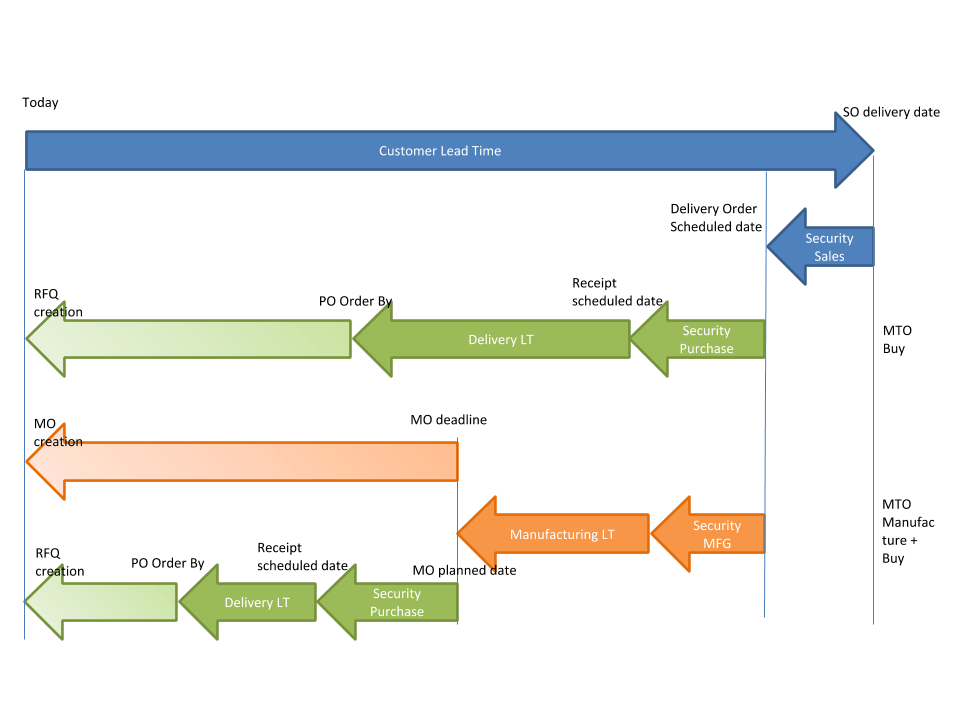 Today
SO delivery date
Customer Lead Time
Delivery Order
Scheduled date
Security
Sales
RFQ
creation
PO Order By
Receipt
scheduled date
Delivery LT
Security
Purchase
MTO
Buy
MO
creation
MO deadline
Manufacturing LT
Security
MFG
MTO
Manufac
ture +
Buy
RFQ
creation
PO Order By
Receipt
scheduled date
MO planned date
Delivery LT
Security
Purchase